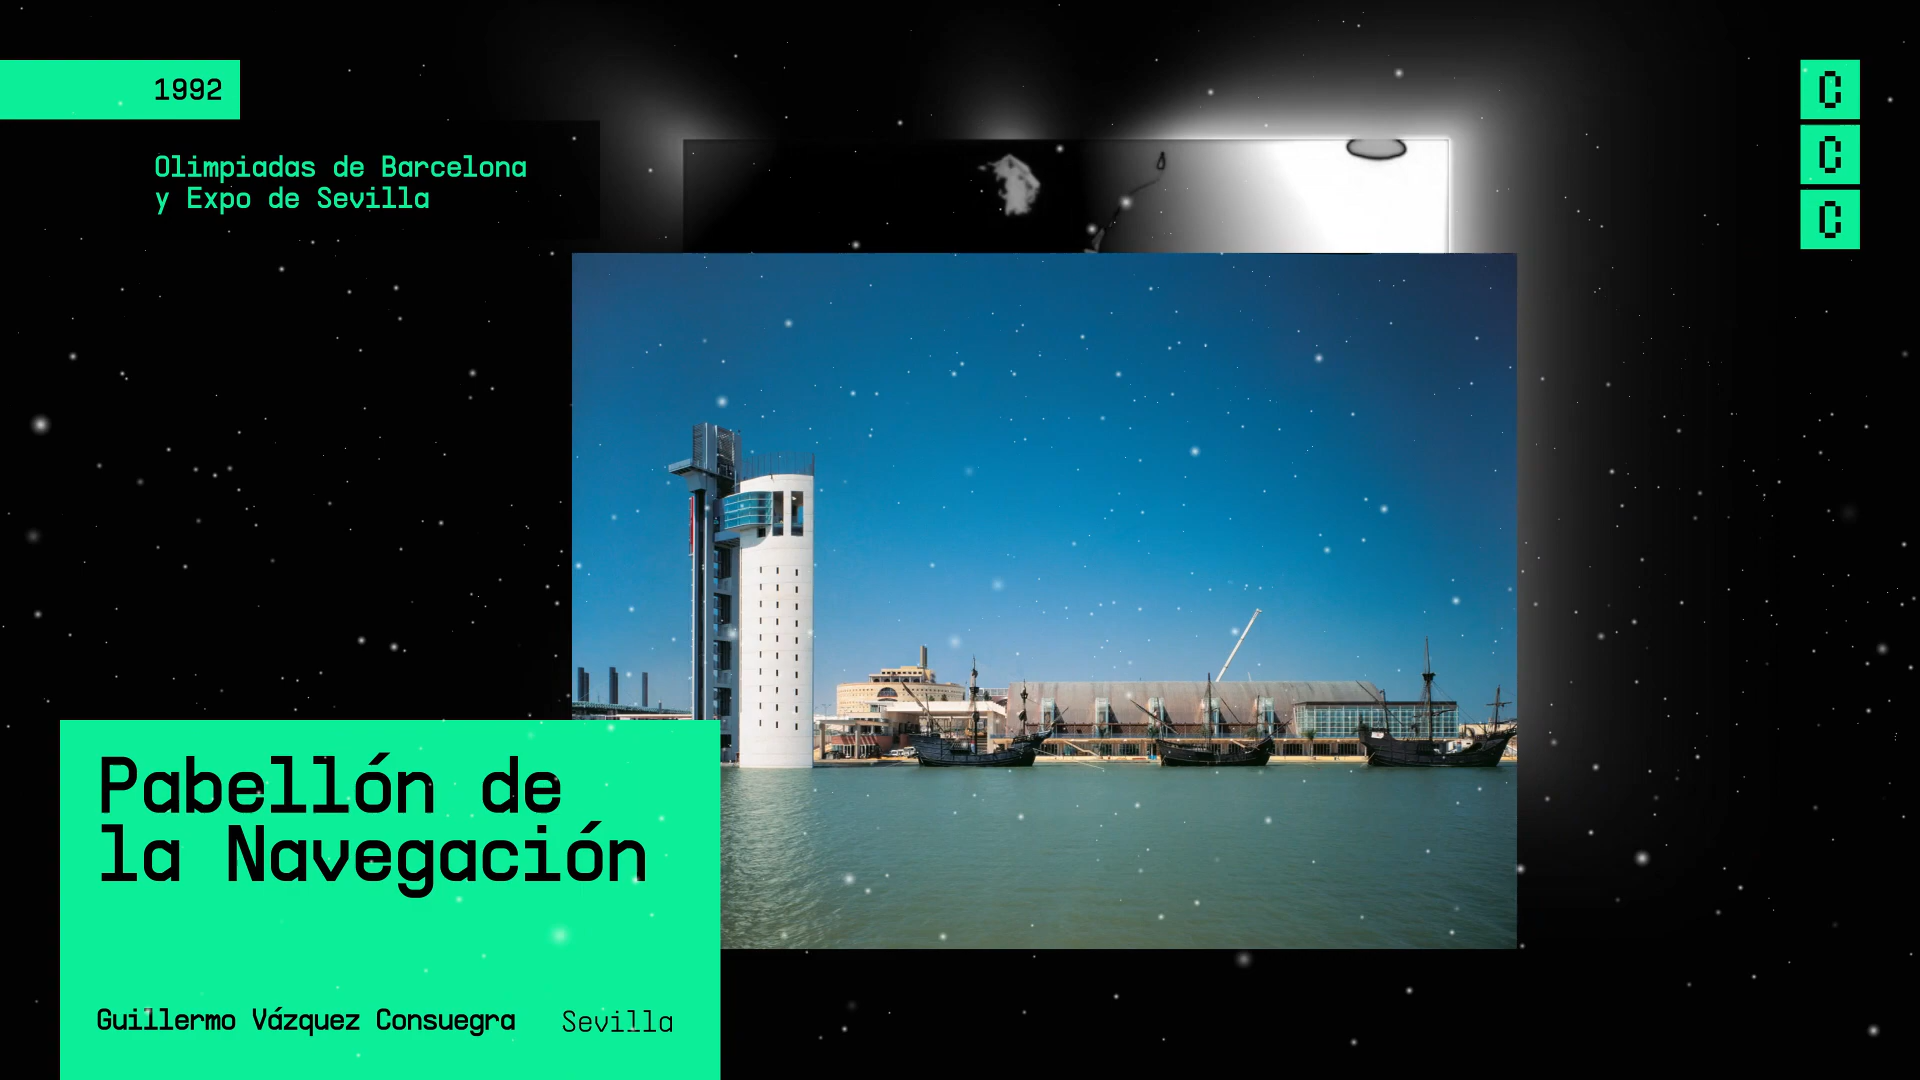 1992
Olimpiadas de Barcelona
y Expo de Sevilla
C
C
C
Pabellón de
la Navegación
Guillermo Vázquez Consuegra Sevilla